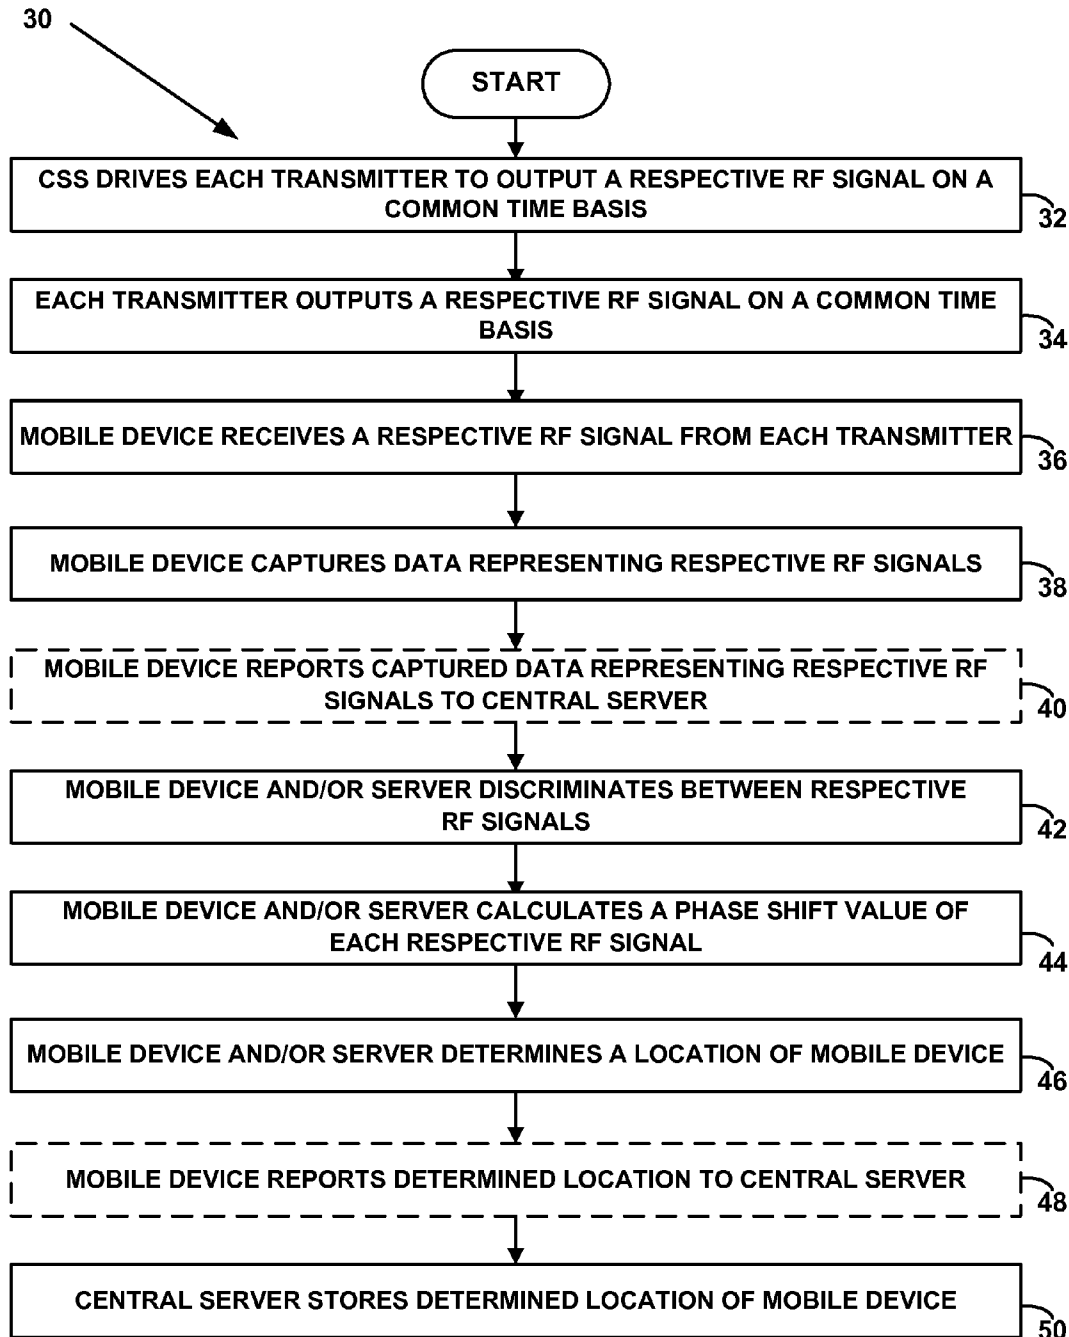 30
START
CSS DRIVES EACH TRANSMITTER TO OUTPUT A RESPECTIVE RF SIGNAL ON A
COMMON TIME BASIS
32
EACH TRANSMITTER OUTPUTS A RESPECTIVE RF SIGNAL ON A COMMON TIME
BASIS
34
MOBILE DEVICE RECEIVES A RESPECTIVE RF SIGNAL FROM EACH TRANSMITTER
36
MOBILE DEVICE CAPTURES DATA REPRESENTING RESPECTIVE RF SIGNALS
38
MOBILE DEVICE REPORTS CAPTURED DATA REPRESENTING RESPECTIVE RF
SIGNALS TO CENTRAL SERVER
40
MOBILE DEVICE AND/OR SERVER DISCRIMINATES BETWEEN RESPECTIVE
RF SIGNALS
42
MOBILE DEVICE AND/OR SERVER CALCULATES A PHASE SHIFT VALUE OF
EACH RESPECTIVE RF SIGNAL
44
MOBILE DEVICE AND/OR SERVER DETERMINES A LOCATION OF MOBILE DEVICE
46
MOBILE DEVICE REPORTS DETERMINED LOCATION TO CENTRAL SERVER
48
CENTRAL SERVER STORES DETERMINED LOCATION OF MOBILE DEVICE
50